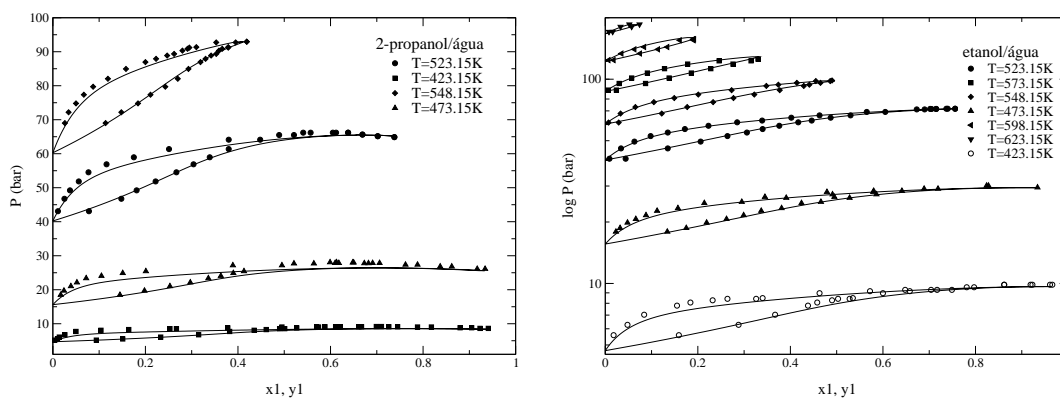 100
90
80
70
60
50
40
30
20
10
P (bar)
2-propanol/água
T=523.15K
T=423.15K
T=548.15K
T=473.15K
0
0.2
0.4
0.6
0.8
1
x1, y1
100
10
log P (bar)
etanol/água
T=523.15K
T=573.15K
T=548.15K
T=473.15K
T=598.15K
T=623.15K
T=423.15K
0
0.2
0.4
0.6
0.8
x1, y1